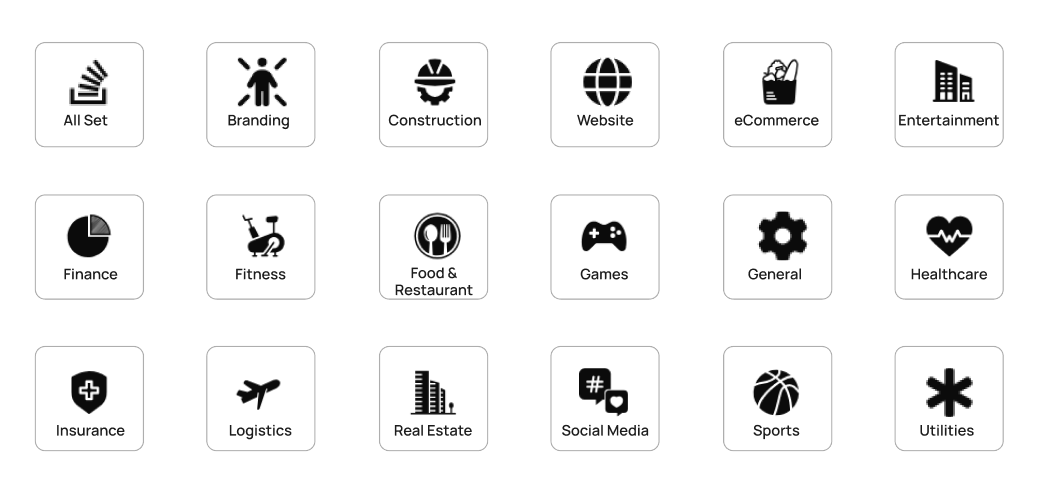 All Set
Branding
Construction
Website
eCommerce
Entertainment
Finance
Fitness
Food &
Restaurant
Games
General
Healthcare
Insurance
Logistics
Real Estate
#
Social Media
Sports
Utilities